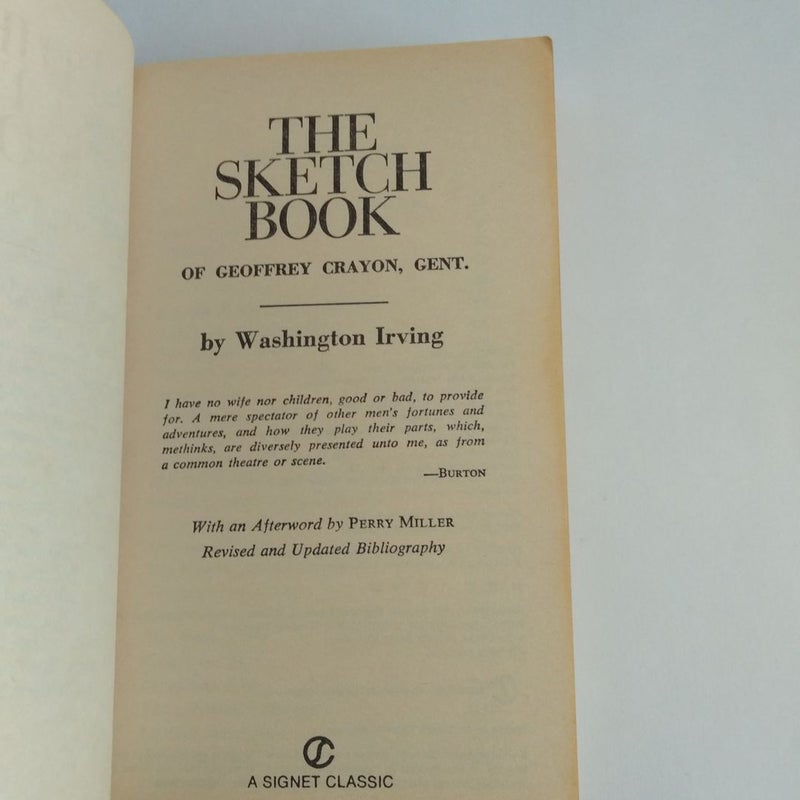 THE
SKETCH
BOOK
OF GEOFFREY CRAYON, GENT.
by Washington Irving
I have no wife nor children, good or bad, to provide
for. A mere spectator of other men's fortunes and
adventures, and how they play their parts, which,
methinks, are diversely presented unto me, as from
a common theatre or scene.
—BURTON
With an Afterword by PERRY MILLER
Revised and Updated Bibliography
A SIGNET CLASSIC